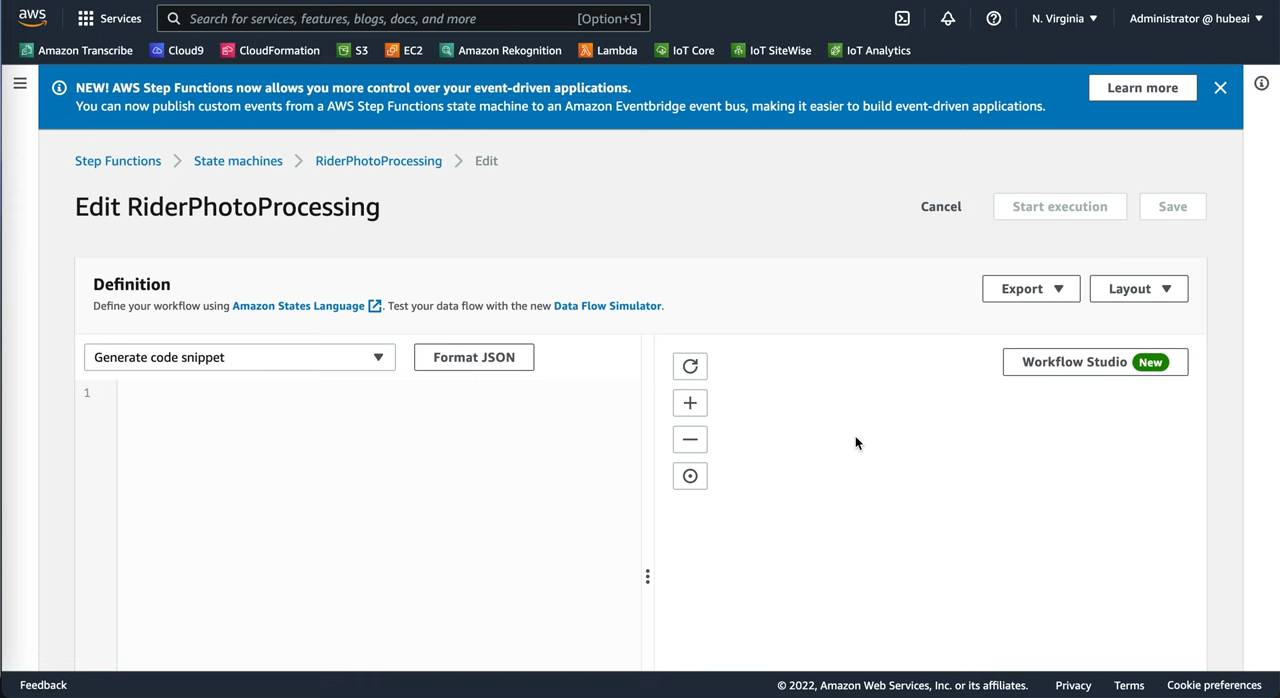 aws
Services
Search for services, features, blogs, docs, and more [Option+S]
N. Virginia
Administrator @ hubeai
Amazon Transcribe
Cloud9
CloudFormation
S3
EC2
Amazon Rekognition
Lambda
IoT Core
IoT SiteWise
IoT Analytics
NEW! AWS Step Functions now allows you more control over your event-driven applications.
You can now publish custom events from a AWS Step Functions state machine to an Amazon Eventbridge event bus, making it easier to build event-driven applications.
Learn more
Step Functions
State machines
RiderPhotoProcessing
Edit
Edit RiderPhotoProcessing
Cancel
Start execution
Save
Definition
Define your workflow using Amazon States Language. Test your data flow with the new Data Flow Simulator.
Export
Layout
Generate code snippet
Format JSON
Workflow Studio New
1
Feedback
© 2022, Amazon Web Services, Inc. or its affiliates.
Privacy
Terms
Cookie preferences